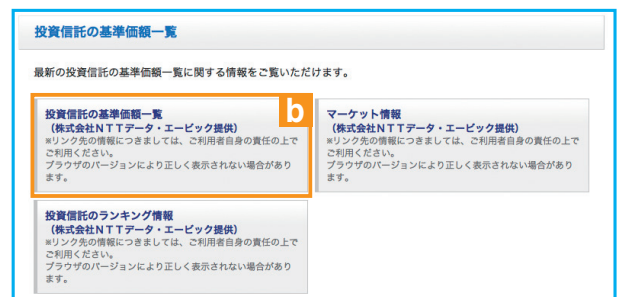 投資信託の基準価額一覧
最新の投資信託の基準価額一覧に関する情報をご覧いただけます。
投資信託の基準価額一覧
（株式会社NTTデータ・エービック提供）
※リンク先の情報につきましては、ご利用者自身の責任の上で
ご利用ください。
ブラウザのバージョンにより正しく表示されない場合があり
ます。
b
マーケット情報
（株式会社NTTデータ・エービック提供）
※リンク先の情報につきましては、ご利用者自身の責任の上で
ご利用ください。
ブラウザのバージョンにより正しく表示されない場合があり
ます。
投資信託のランキング情報
（株式会社NTTデータ・エービック提供）
※リンク先の情報につきましては、ご利用者自身の責任の上で
ご利用ください。
ブラウザのバージョンにより正しく表示されない場合があり
ます。